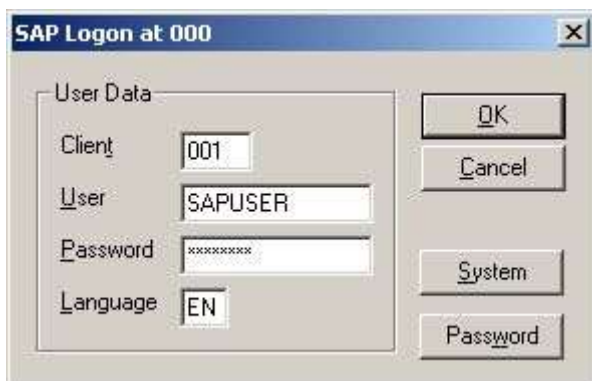 SAP Logon at 000
User Data
Client 001
User SAPUSER
Password ********
Language EN
OK
Cancel
System
Password